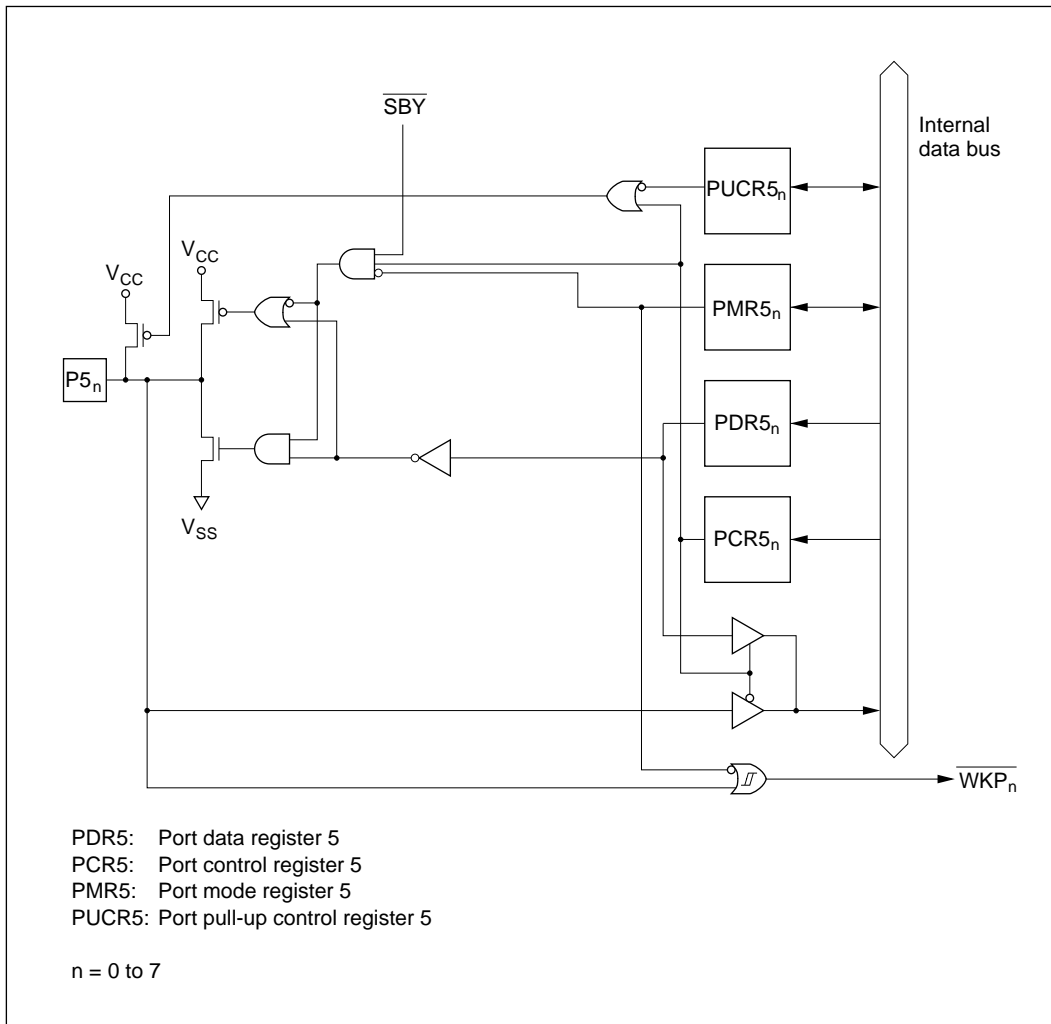 SBY
Internal
data bus
PUCR5n
VCC
VCC
PMR5n
P5n
PDR5n
VSS
PCR5n
WKPn
PDR5: Port data register 5
PCR5: Port control register 5
PMR5: Port mode register 5
PUCR5: Port pull-up control register 5
n = 0 to 7